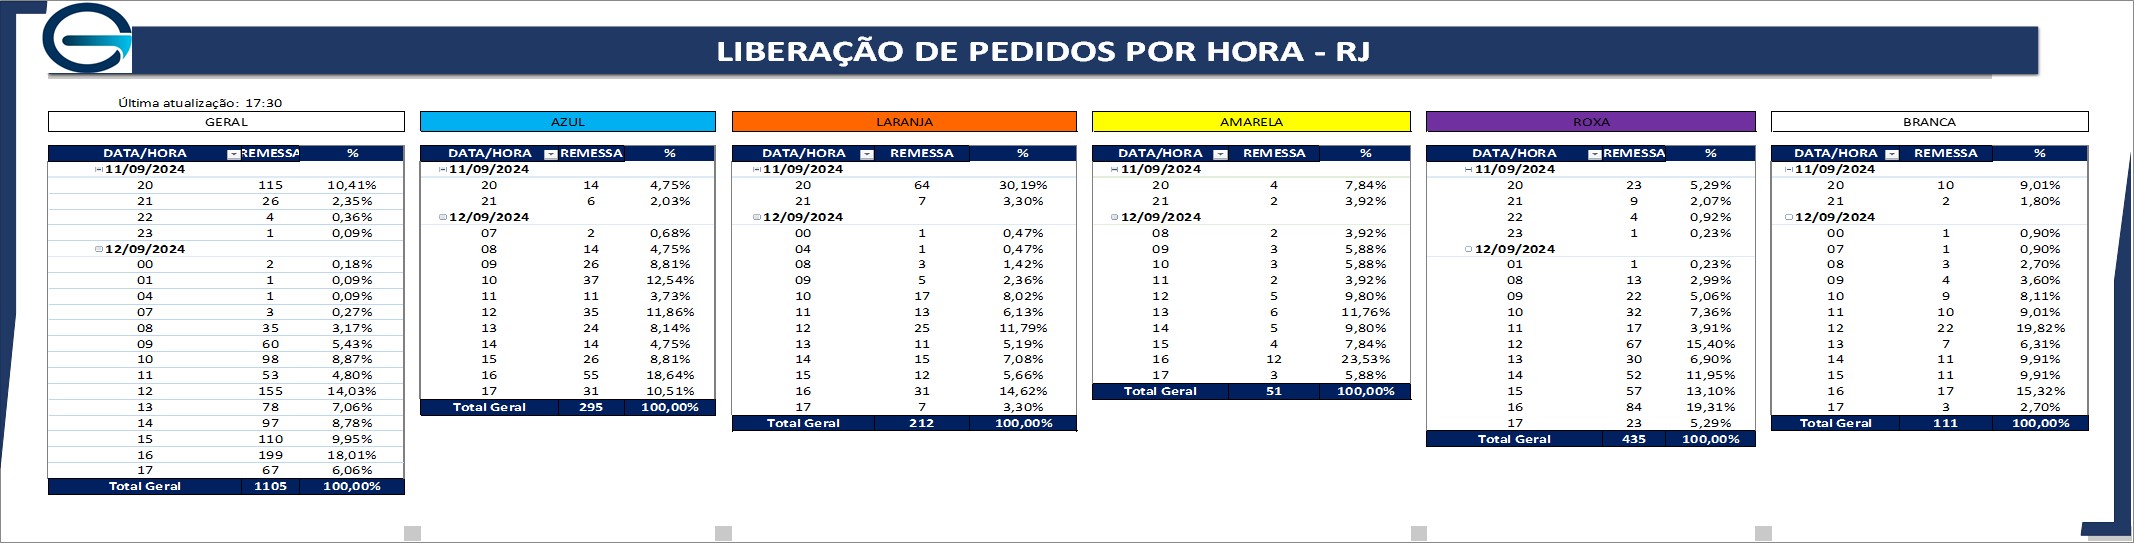 LIBERAÇÃO DE PEDIDOS POR HORA - RJ
Última atualização: 17:30
GERAL
DATA/HORA REMESSA %
11/09/2024
20 115 10,41%
21 26 2,35%
22 4 0,36%
23 1 0,09%
12/09/2024
00 2 0,18%
01 1 0,09%
04 1 0,09%
07 3 0,27%
08 35 3,17%
09 60 5,43%
10 98 8,87%
11 53 4,80%
12 155 14,03%
13 78 7,06%
14 97 8,78%
15 110 9,95%
16 199 18,01%
17 67 6,06%
Total Geral 1105 100,00%
AZUL
DATA/HORA REMESSA %
11/09/2024
20 14 4,75%
21 6 2,03%
12/09/2024
07 2 0,68%
08 14 4,75%
09 26 8,81%
10 37 12,54%
11 11 3,73%
12 35 11,86%
13 24 8,14%
14 14 4,75%
15 26 8,81%
16 55 18,64%
17 31 10,51%
Total Geral 295 100,00%
LARANJA
DATA/HORA REMESSA %
11/09/2024
20 64 30,19%
21 7 3,30%
12/09/2024
00 1 0,47%
04 1 0,47%
08 3 1,42%
09 5 2,36%
10 17 8,02%
11 13 6,13%
12 25 11,79%
13 11 5,19%
14 15 7,08%
15 12 5,66%
16 31 14,62%
17 7 3,30%
Total Geral 212 100,00%
AMARELA
DATA/HORA REMESSA %
11/09/2024
20 4 7,84%
21 2 3,92%
12/09/2024
08 2 3,92%
09 3 5,88%
10 3 5,88%
11 2 3,92%
12 5 9,80%
13 6 11,76%
14 5 9,80%
15 4 7,84%
16 12 23,53%
17 3 5,88%
Total Geral 51 100,00%
ROXA
DATA/HORA REMESSA %
11/09/2024
20 23 5,29%
21 9 2,07%
22 4 0,92%
23 1 0,23%
12/09/2024
01 1 0,23%
08 13 2,99%
09 22 5,06%
10 32 7,36%
11 17 3,91%
12 67 15,40%
13 30 6,90%
14 52 11,95%
15 57 13,10%
16 84 19,31%
17 23 5,29%
Total Geral 435 100,00%
BRANCA
DATA/HORA REMESSA %
11/09/2024
20 10 9,01%
21 2 1,80%
12/09/2024
00 1 0,90%
07 1 0,90%
08 3 2,70%
09 4 3,60%
10 9 8,11%
11 10 9,01%
12 22 19,82%
13 7 6,31%
14 11 9,91%
15 11 9,91%
16 17 15,32%
17 3 2,70%
Total Geral 111 100,00%